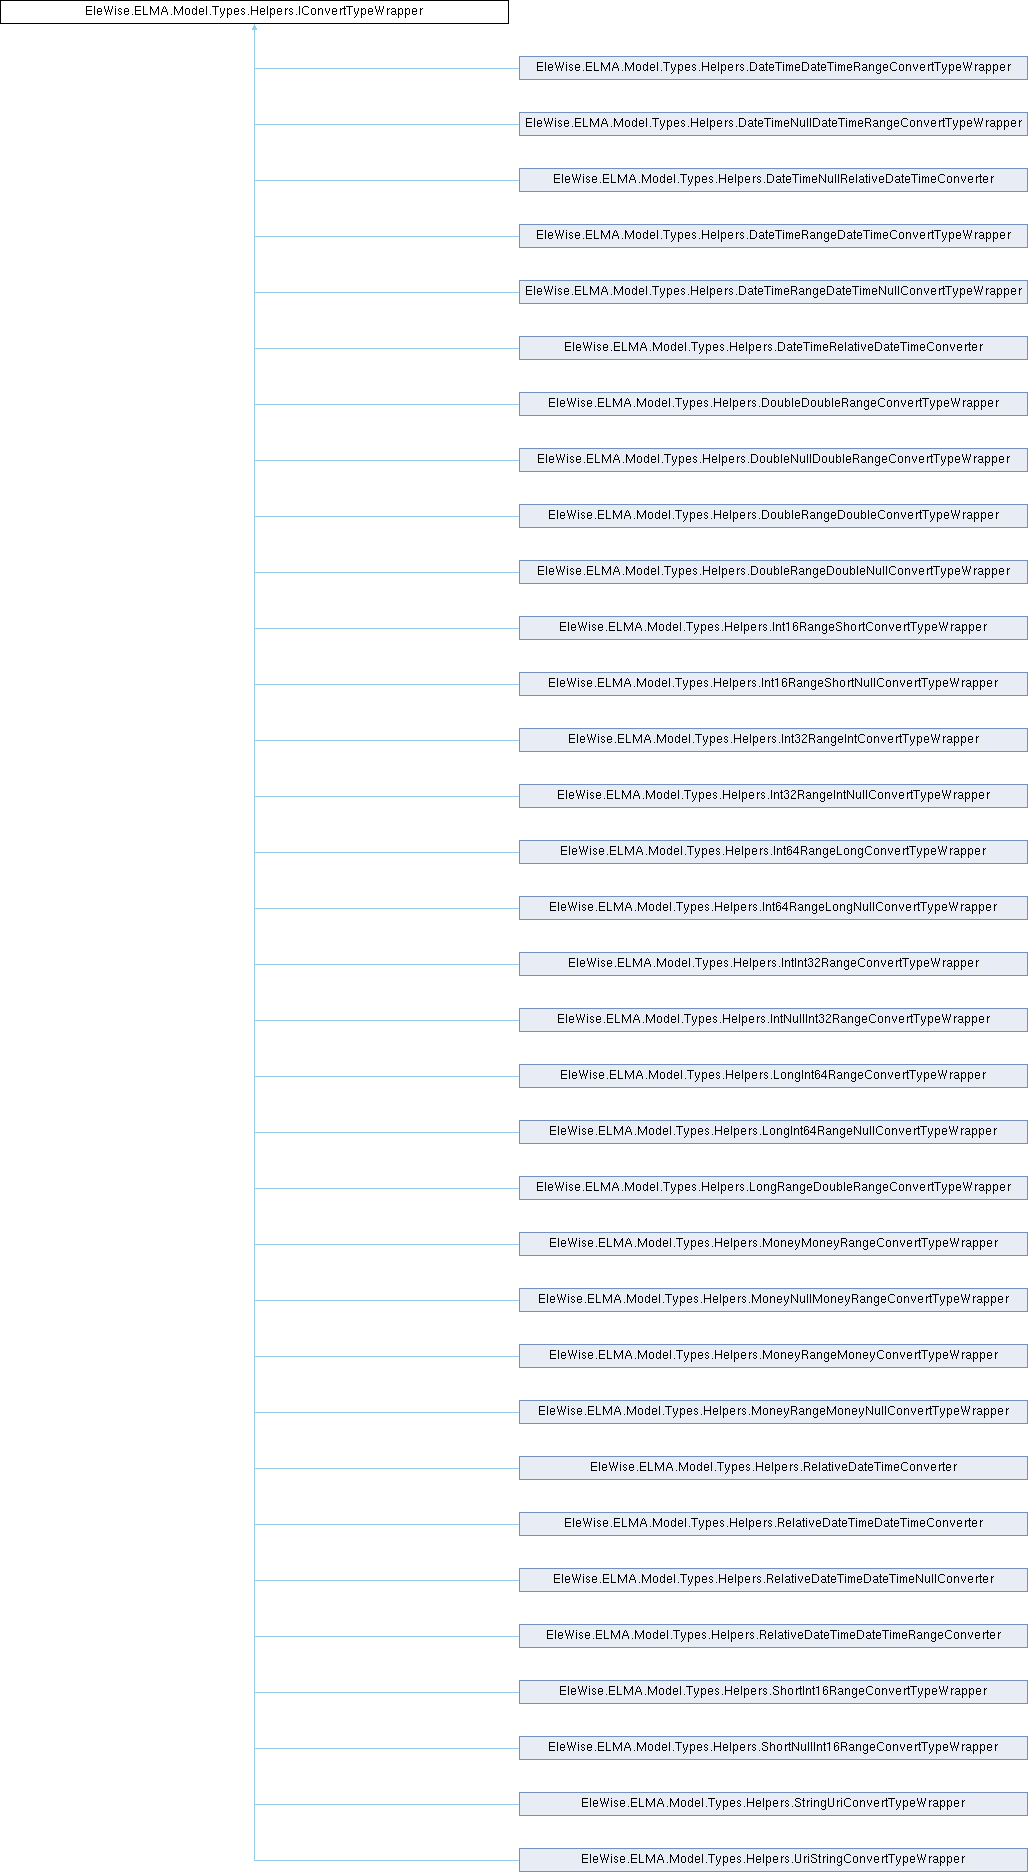 EleWise.ELMA.Model.Types.Helpers.IConvertTypeWrapper
EleWise.ELMA.Model.Types.Helpers.DateTimeDateTimeRangeConvertTypeWrapper
EleWise.ELMA.Model.Types.Helpers.DateTimeNullDateTimeRangeConvertTypeWrapper
EleWise.ELMA.Model.Types.Helpers.DateTimeNullRelativeDateTimeConverter
EleWise.ELMA.Model.Types.Helpers.DateTimeRangeDateTimeConvertTypeWrapper
EleWise.ELMA.Model.Types.Helpers.DateTimeRangeDateTimeNullConvertTypeWrapper
EleWise.ELMA.Model.Types.Helpers.DateTimeRelativeDateTimeConverter
EleWise.ELMA.Model.Types.Helpers.DoubleDoubleRangeConvertTypeWrapper
EleWise.ELMA.Model.Types.Helpers.DoubleNullDoubleRangeConvertTypeWrapper
EleWise.ELMA.Model.Types.Helpers.DoubleRangeDoubleConvertTypeWrapper
EleWise.ELMA.Model.Types.Helpers.DoubleRangeDoubleNullConvertTypeWrapper
EleWise.ELMA.Model.Types.Helpers.Int16RangeShortConvertTypeWrapper
EleWise.ELMA.Model.Types.Helpers.Int16RangeShortNullConvertTypeWrapper
EleWise.ELMA.Model.Types.Helpers.Int32RangeIntConvertTypeWrapper
EleWise.ELMA.Model.Types.Helpers.Int32RangeIntNullConvertTypeWrapper
EleWise.ELMA.Model.Types.Helpers.Int64RangeLongConvertTypeWrapper
EleWise.ELMA.Model.Types.Helpers.Int64RangeLongNullConvertTypeWrapper
EleWise.ELMA.Model.Types.Helpers.IntInt32RangeConvertTypeWrapper
EleWise.ELMA.Model.Types.Helpers.IntNullInt32RangeConvertTypeWrapper
EleWise.ELMA.Model.Types.Helpers.LongInt64RangeConvertTypeWrapper
EleWise.ELMA.Model.Types.Helpers.LongInt64RangeNullConvertTypeWrapper
EleWise.ELMA.Model.Types.Helpers.LongRangeDoubleRangeConvertTypeWrapper
EleWise.ELMA.Model.Types.Helpers.MoneyMoneyRangeConvertTypeWrapper
EleWise.ELMA.Model.Types.Helpers.MoneyNullMoneyRangeConvertTypeWrapper
EleWise.ELMA.Model.Types.Helpers.MoneyRangeMoneyConvertTypeWrapper
EleWise.ELMA.Model.Types.Helpers.MoneyRangeMoneyNullConvertTypeWrapper
EleWise.ELMA.Model.Types.Helpers.RelativeDateTimeConverter
EleWise.ELMA.Model.Types.Helpers.RelativeDateTimeDateTimeConverter
EleWise.ELMA.Model.Types.Helpers.RelativeDateTimeDateTimeNullConverter
EleWise.ELMA.Model.Types.Helpers.RelativeDateTimeDateTimeRangeConverter
EleWise.ELMA.Model.Types.Helpers.ShortInt16RangeConvertTypeWrapper
EleWise.ELMA.Model.Types.Helpers.ShortNullInt16RangeConvertTypeWrapper
EleWise.ELMA.Model.Types.Helpers.StringUriConvertTypeWrapper
EleWise.ELMA.Model.Types.Helpers.UriStringConvertTypeWrapper